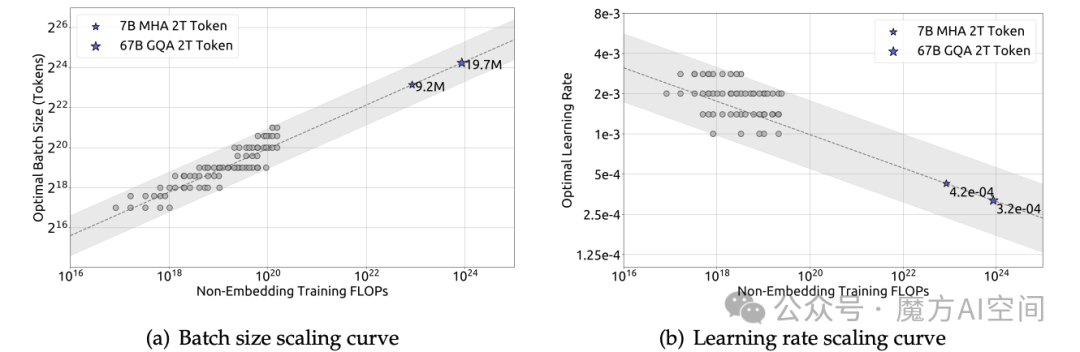 7B MHA 2T Token
67B GQA 2T Token
Optimal Batch Size (Tokens)
2^26
2^24
2^22
2^20
2^18
2^16
19.7M
9.2M
10^16 10^18 10^20 10^22 10^24
Non-Embedding Training FLOPs
(a) Batch size scaling curve
7B MHA 2T Token
67B GQA 2T Token
Optimal Learning Rate
8e-3
4e-3
2e-3
1e-3
5e-4
2.5e-4
1.25e-4
4.2e-04
3.2e-04
10^16 10^18 10^20 10^22 10^24
Non-Embedding Training FLOPs
公众号 · 魔方AI空间
(b) Learning rate scaling curve